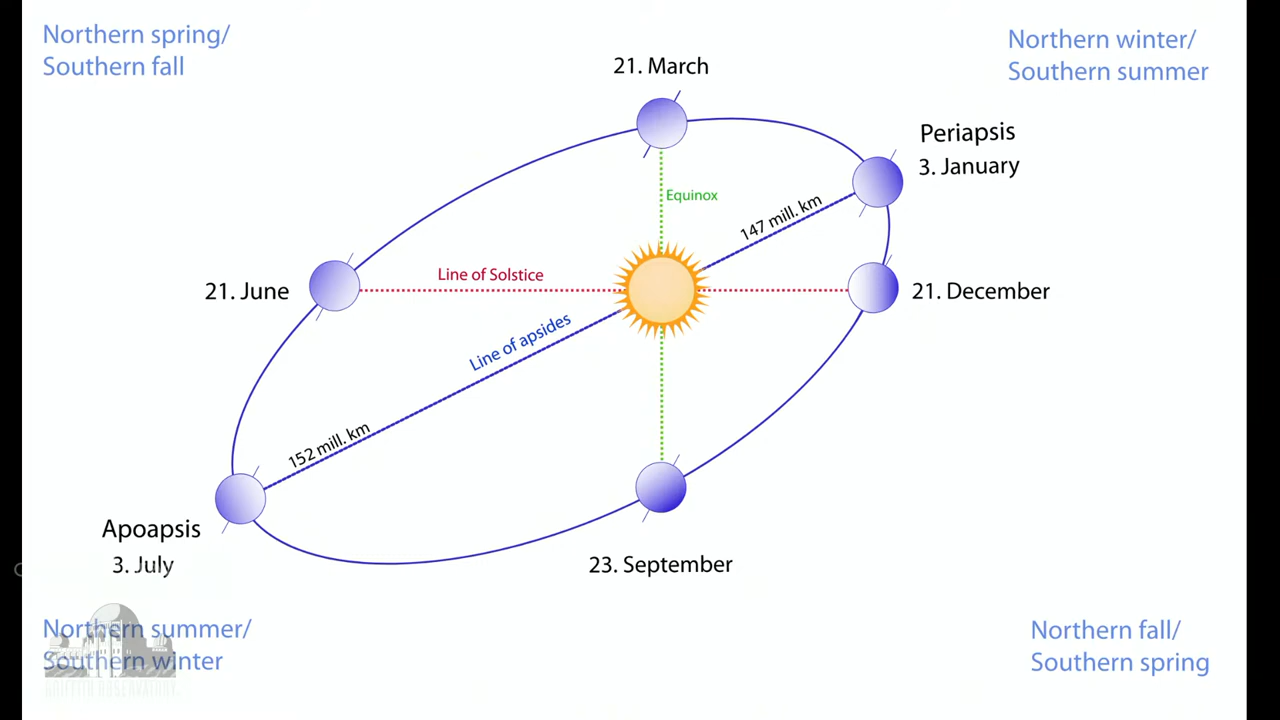 Northern spring/
Southern fall
Northern winter/
Southern summer
21. March
Periapsis
3. January
Equinox
147 mill. km
Line of Solstice
21. June
21. December
Line of apsides
152 mill. km
Apoapsis
3. July
23. September
Northern summer/
Southern winter
Northern fall/
Southern spring
GRIFFITH OBSERVATORY